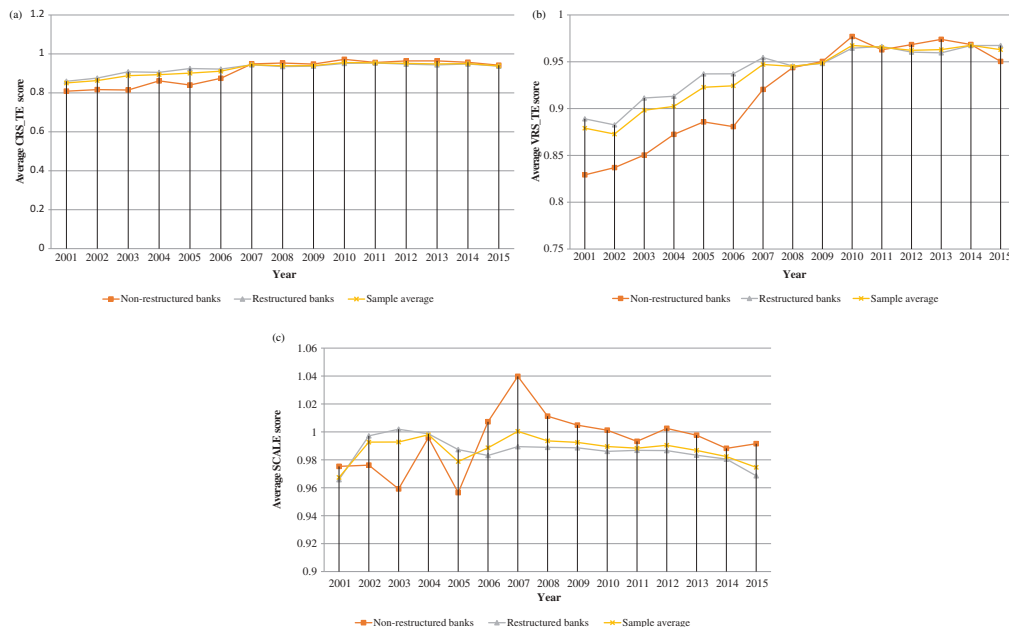 (a)
1.2
1
0.8
0.6
0.4
0.2
0
Average CRS_TE score
2001 2002 2003 2004 2005 2006 2007 2008 2009 2010 2011 2012 2013 2014 2015
Year
Non-restructured banks Restructured banks Sample average
(b)
1
0.95
0.9
0.85
0.8
0.75
Average VRS_TE score
2001 2002 2003 2004 2005 2006 2007 2008 2009 2010 2011 2012 2013 2014 2015
Year
Non-restructured banks Restructured banks Sample average
(c)
1.06
1.04
1.02
1
0.98
0.96
0.94
0.92
0.9
Average SCALE score
2001 2002 2003 2004 2005 2006 2007 2008 2009 2010 2011 2012 2013 2014 2015
Year
Non-restructured banks Restructured banks Sample average